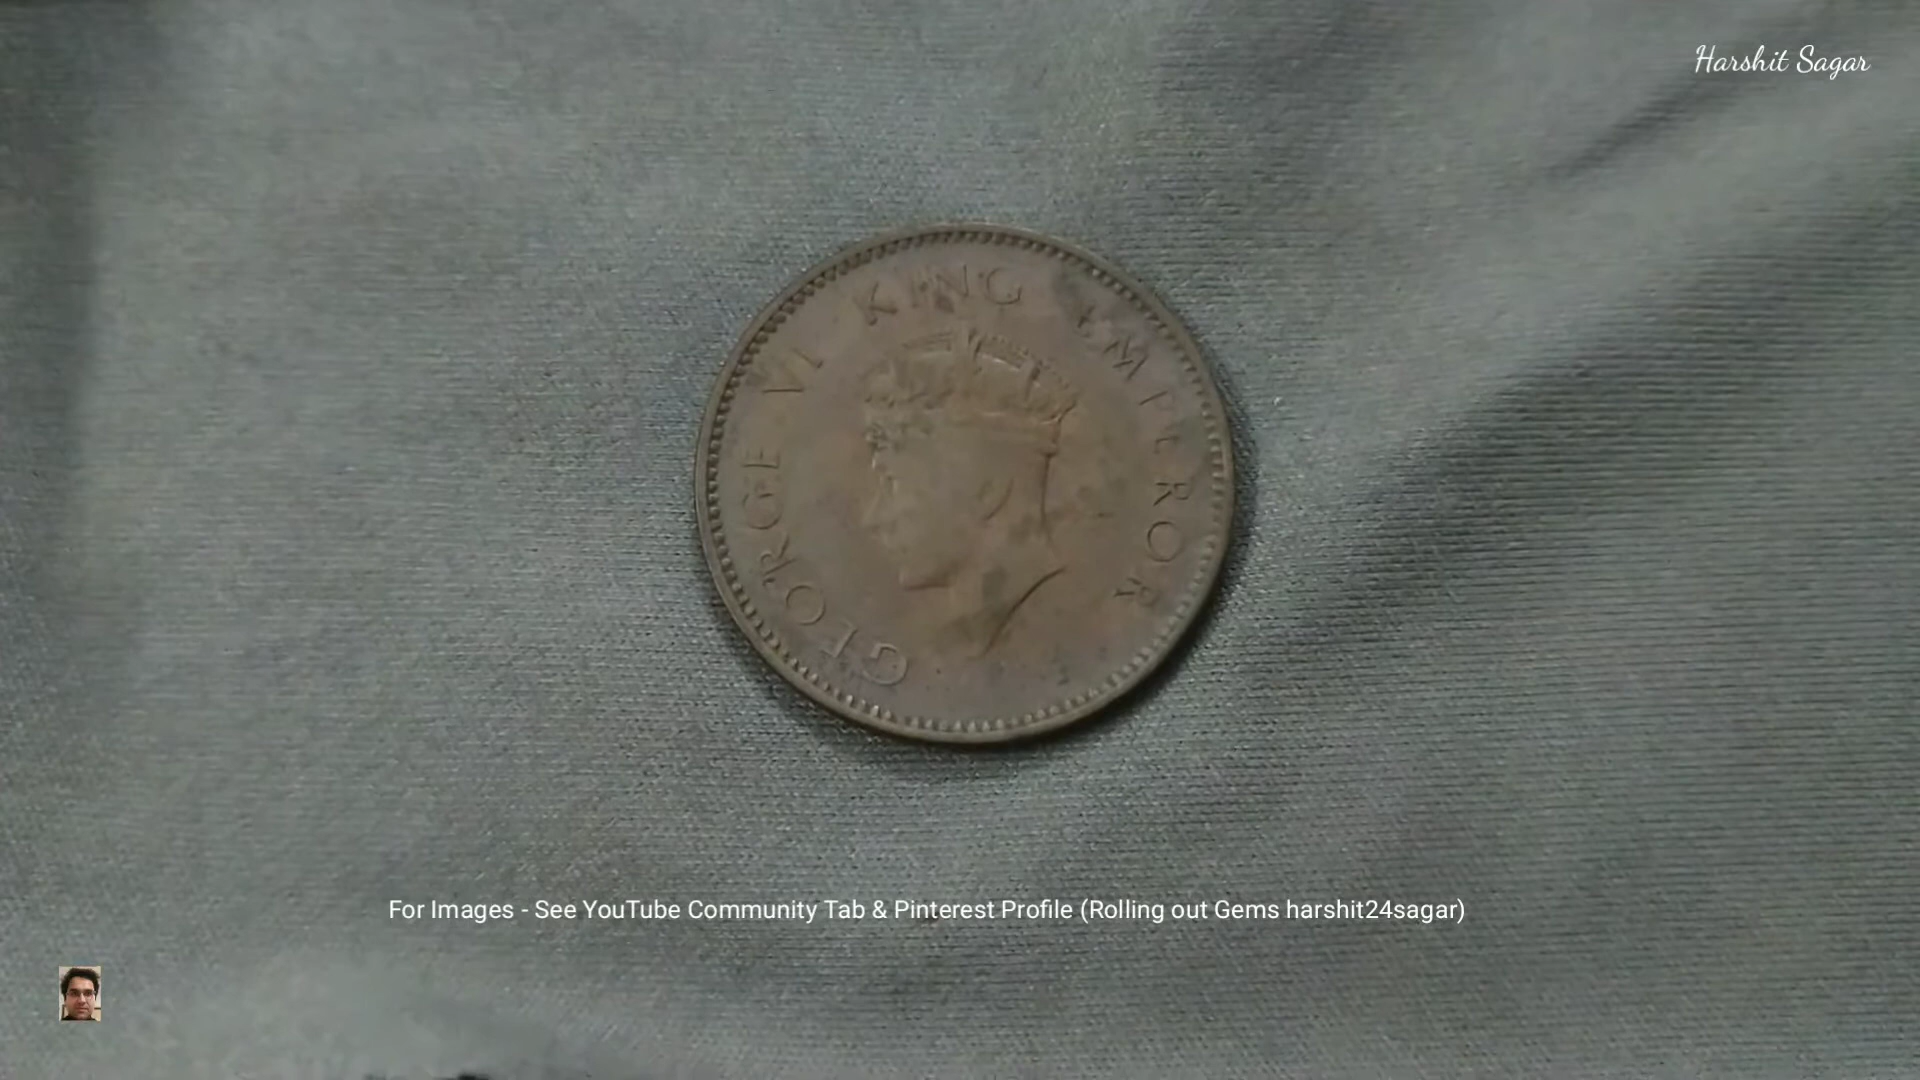 Harshit Sagar
GEORGE VI KING EMPEROR
For Images - See YouTube Community Tab & Pinterest Profile (Rolling out Gems harshit24sagar)